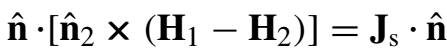 n̂ ·[n̂₂ × (H₁ − H₂)] = Jₛ · n̂